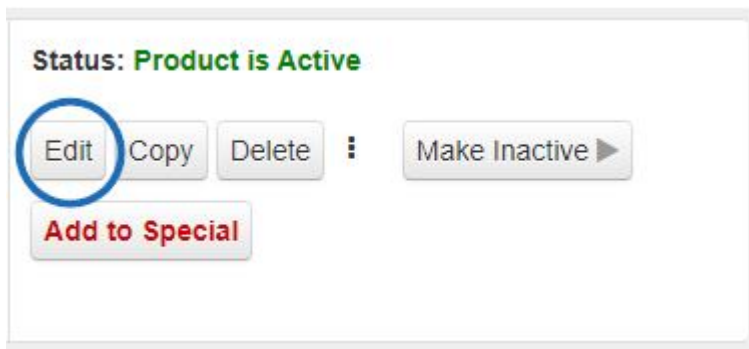 Status: Product is Active
Edit Copy Delete Make Inactive
Add to Special